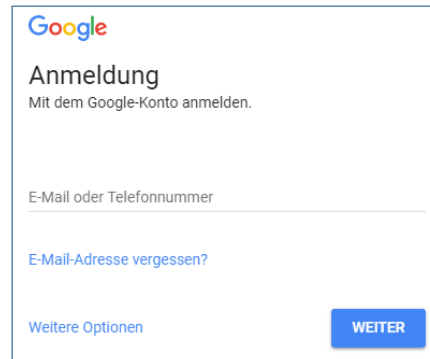 Google
Anmeldung
Mit dem Google-Konto anmelden.
E-Mail oder Telefonnummer
E-Mail-Adresse vergessen?
Weitere Optionen
WEITER